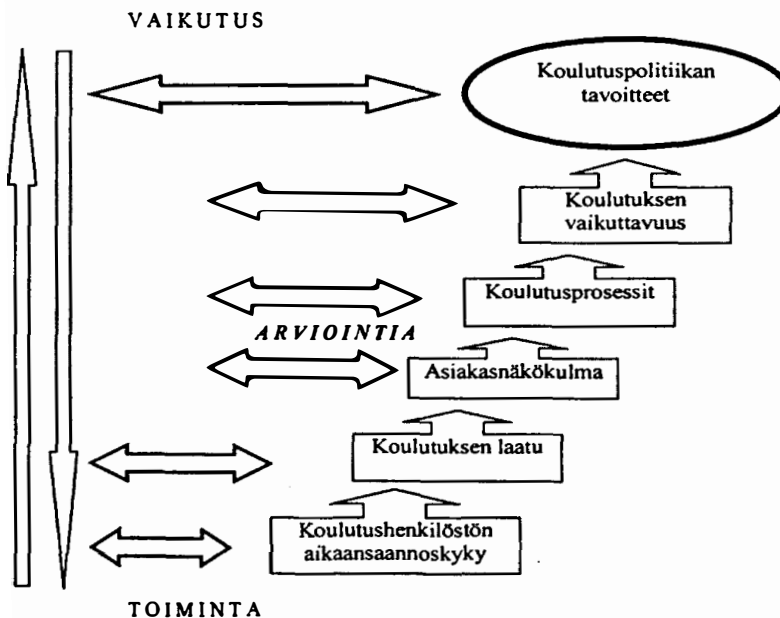 VAIKUTUS
Koulutuspolitiikan
tavoitteet
Koulutuksen
vaikuttavuus
Koulutusprosessit
ARVIOINTIA
Asiakasnäkökulma
Koulutuksen laatu
Koulutushenkilöstön
aikaansaannoskyky
TOIMINTA